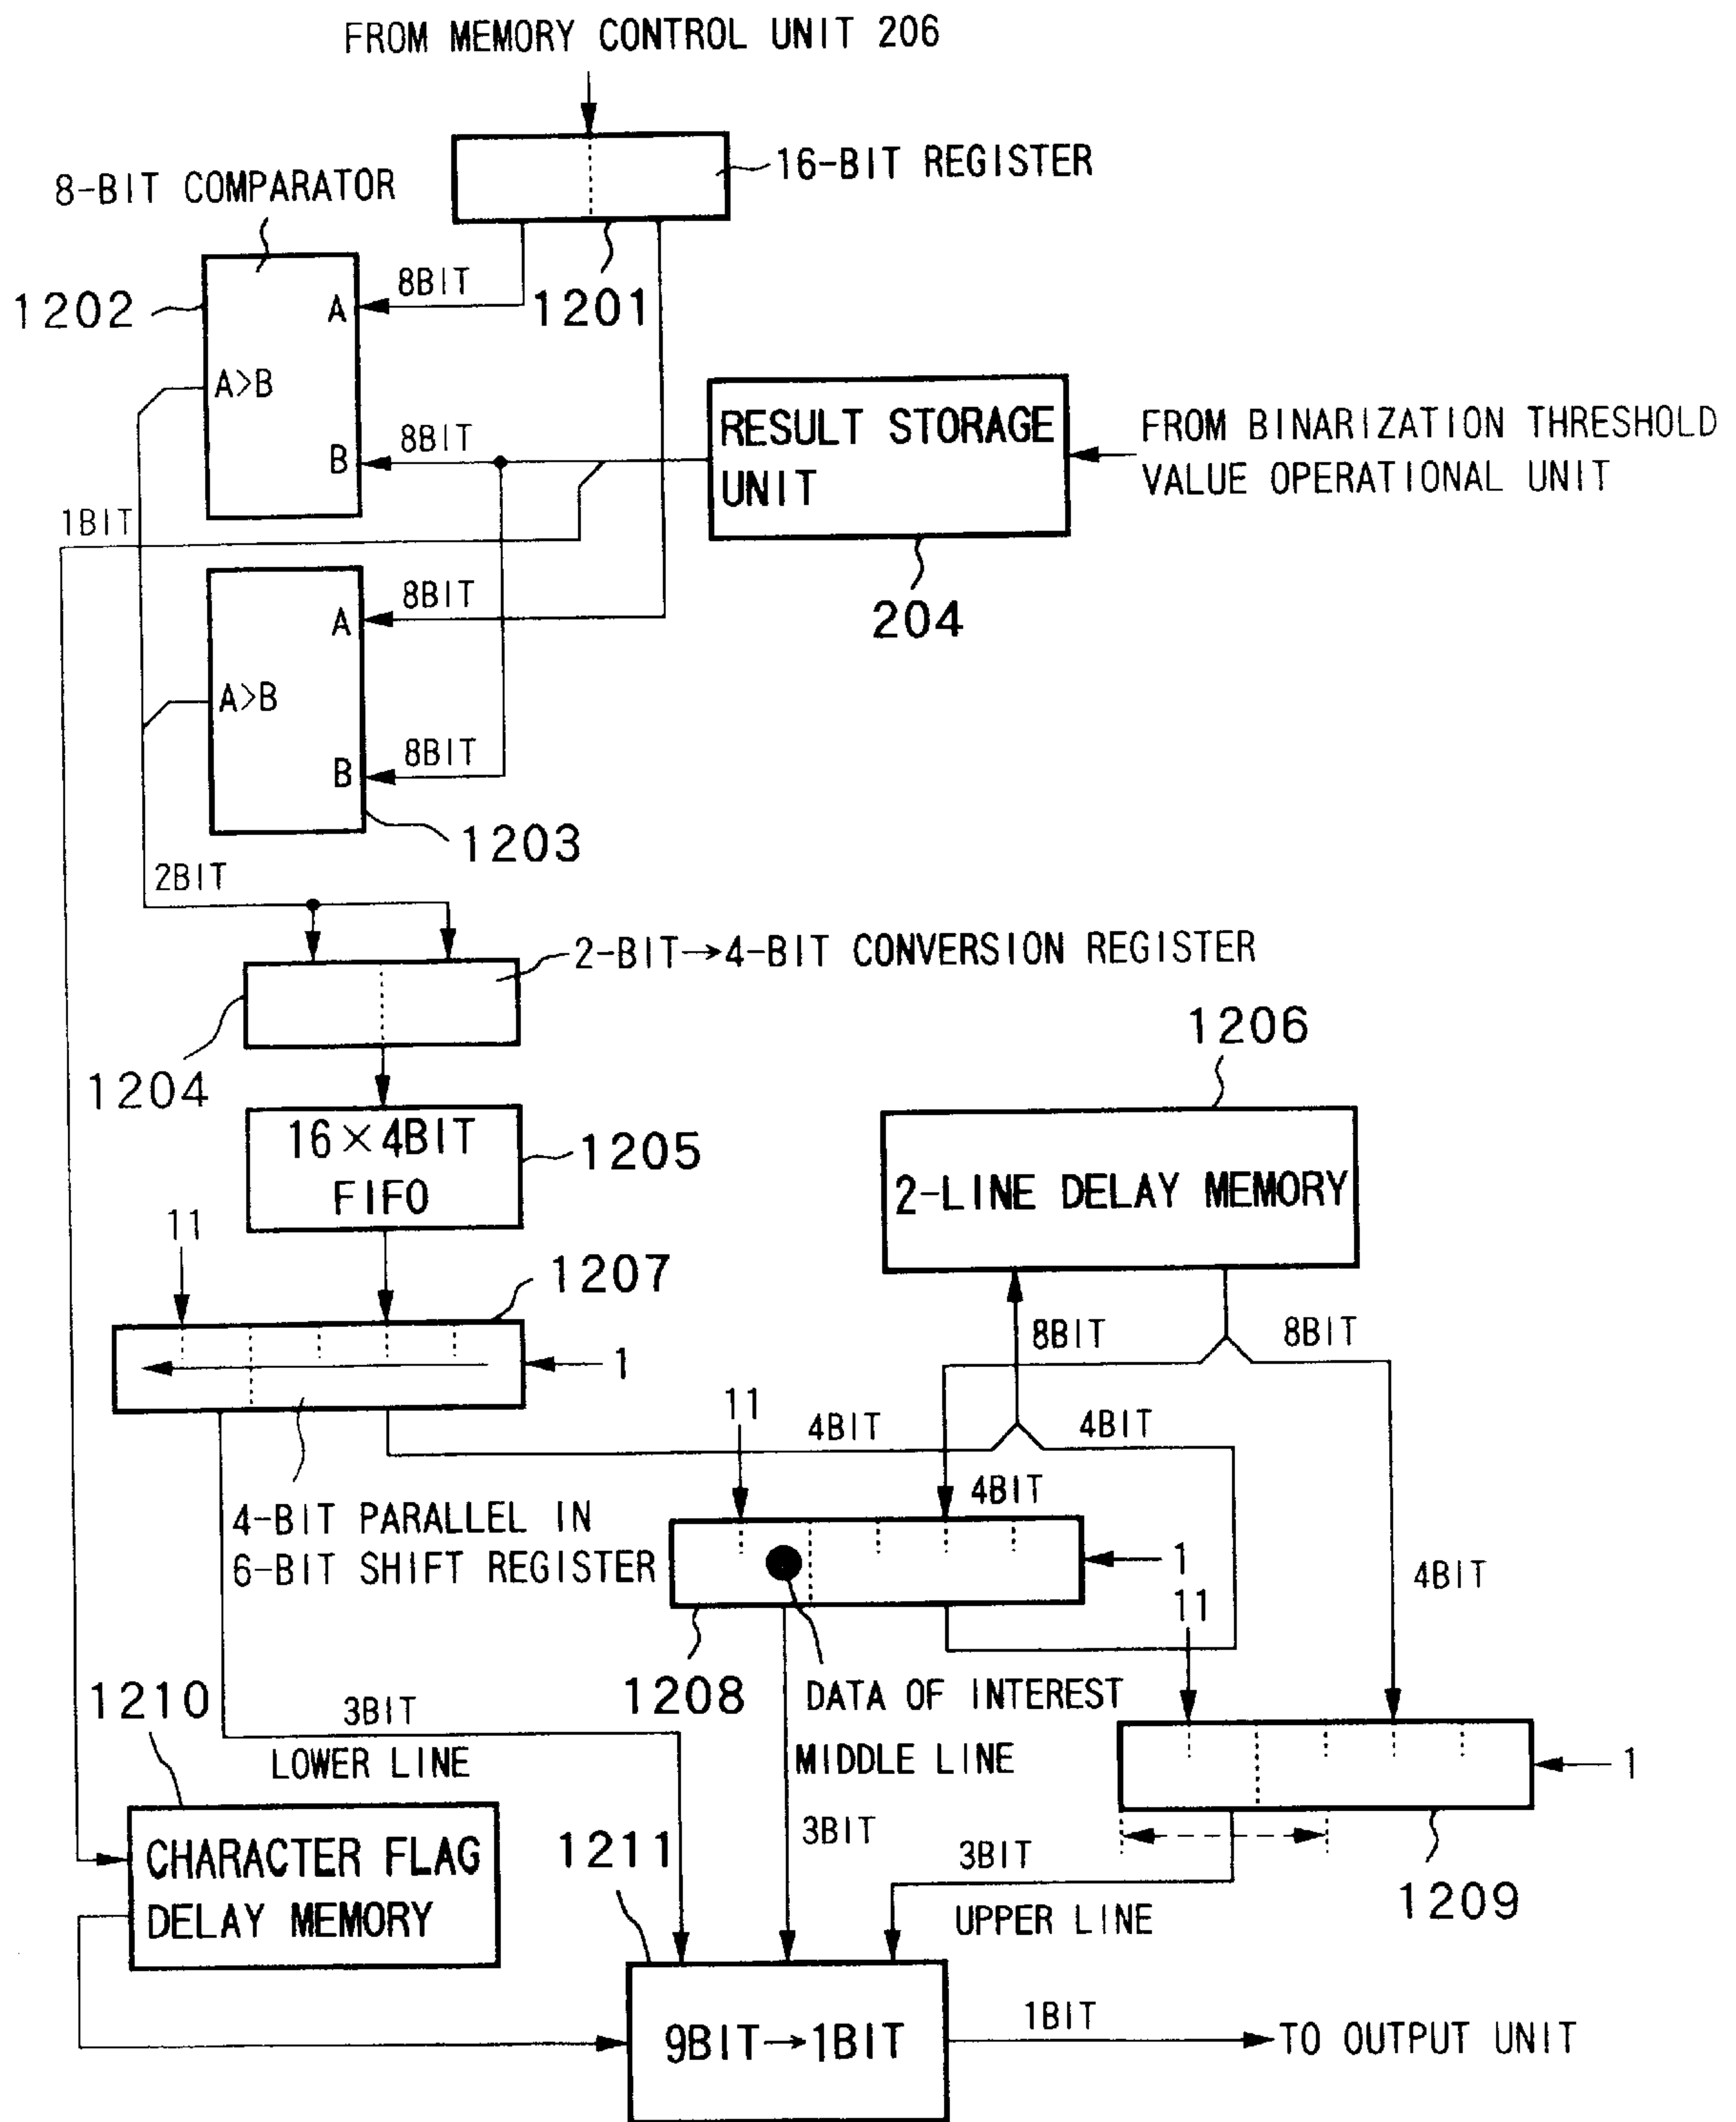 FROM MEMORY CONTROL UNIT 206
16-BIT REGISTER
8-BIT COMPARATOR
1201
1202
8BIT
A
A>B
8BIT
B
RESULT STORAGE
UNIT
FROM BINARIZATION THRESHOLD
VALUE OPERATIONAL UNIT
204
1BIT
8BIT
A
A>B
8BIT
B
1203
2BIT
2-BIT→4-BIT CONVERSION REGISTER
1204
16×4BIT
FIFO
1205
1206
2-LINE DELAY MEMORY
11
1207
1
8BIT
8BIT
4BIT
4BIT
11
4BIT
4-BIT PARALLEL IN
6-BIT SHIFT REGISTER
1
4BIT
11
1208
DATA OF INTEREST
1210
3BIT
LOWER LINE
MIDDLE LINE
1
3BIT
3BIT
UPPER LINE
1209
CHARACTER FLAG
DELAY MEMORY
1211
9BIT→1BIT
1BIT
TO OUTPUT UNIT